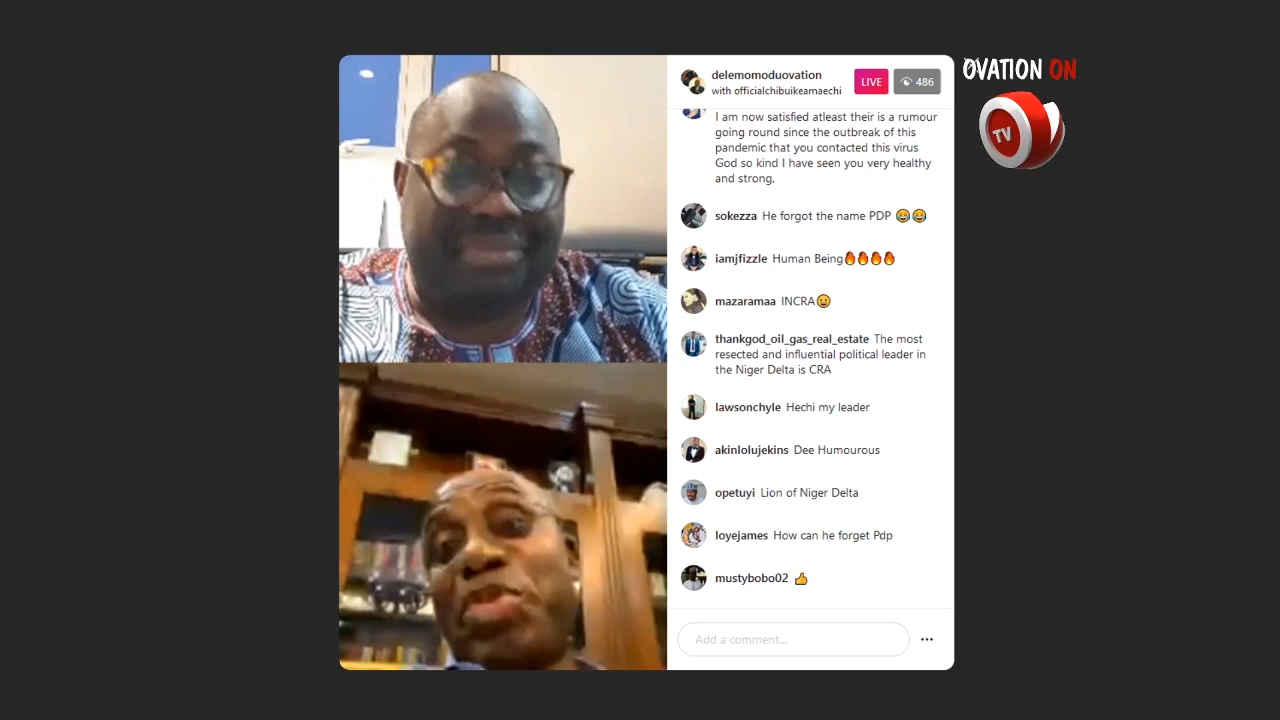 OVATION ON
TV
delemomoduovation
with officialchibuikeamaechi
LIVE
486
I am now satisfied atleast their is a rumour
going round since the outbreak of this
pandemic that you contacted this virus
God so kind I have seen you very healthy
and strong,
sokezza He forgot the name PDP 😂😂
iamjfizzle Human Being🔥🔥🔥🔥
mazaramaa INCRA😀
thankgod_oil_gas_real_estate The most
resected and influential political leader in
the Niger Delta is CRA
lawsonchyle Hechi my leader
akinlolujekins Dee Humourous
opetuyi Lion of Niger Delta
loyejames How can he forget Pdp
mustybobo02 👍
Add a comment...